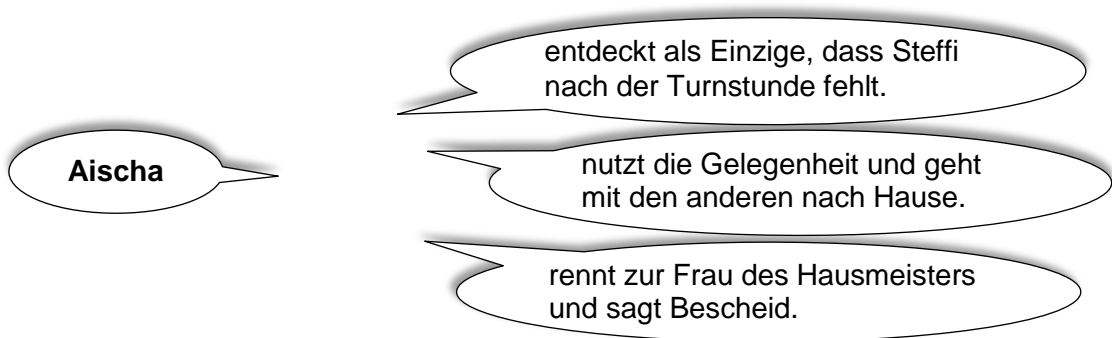 entdeckt als Einzige, dass Steffi
nach der Turnstunde fehlt.
Aischa
nutzt die Gelegenheit und geht
mit den anderen nach Hause.
rennt zur Frau des Hausmeisters
und sagt Bescheid.